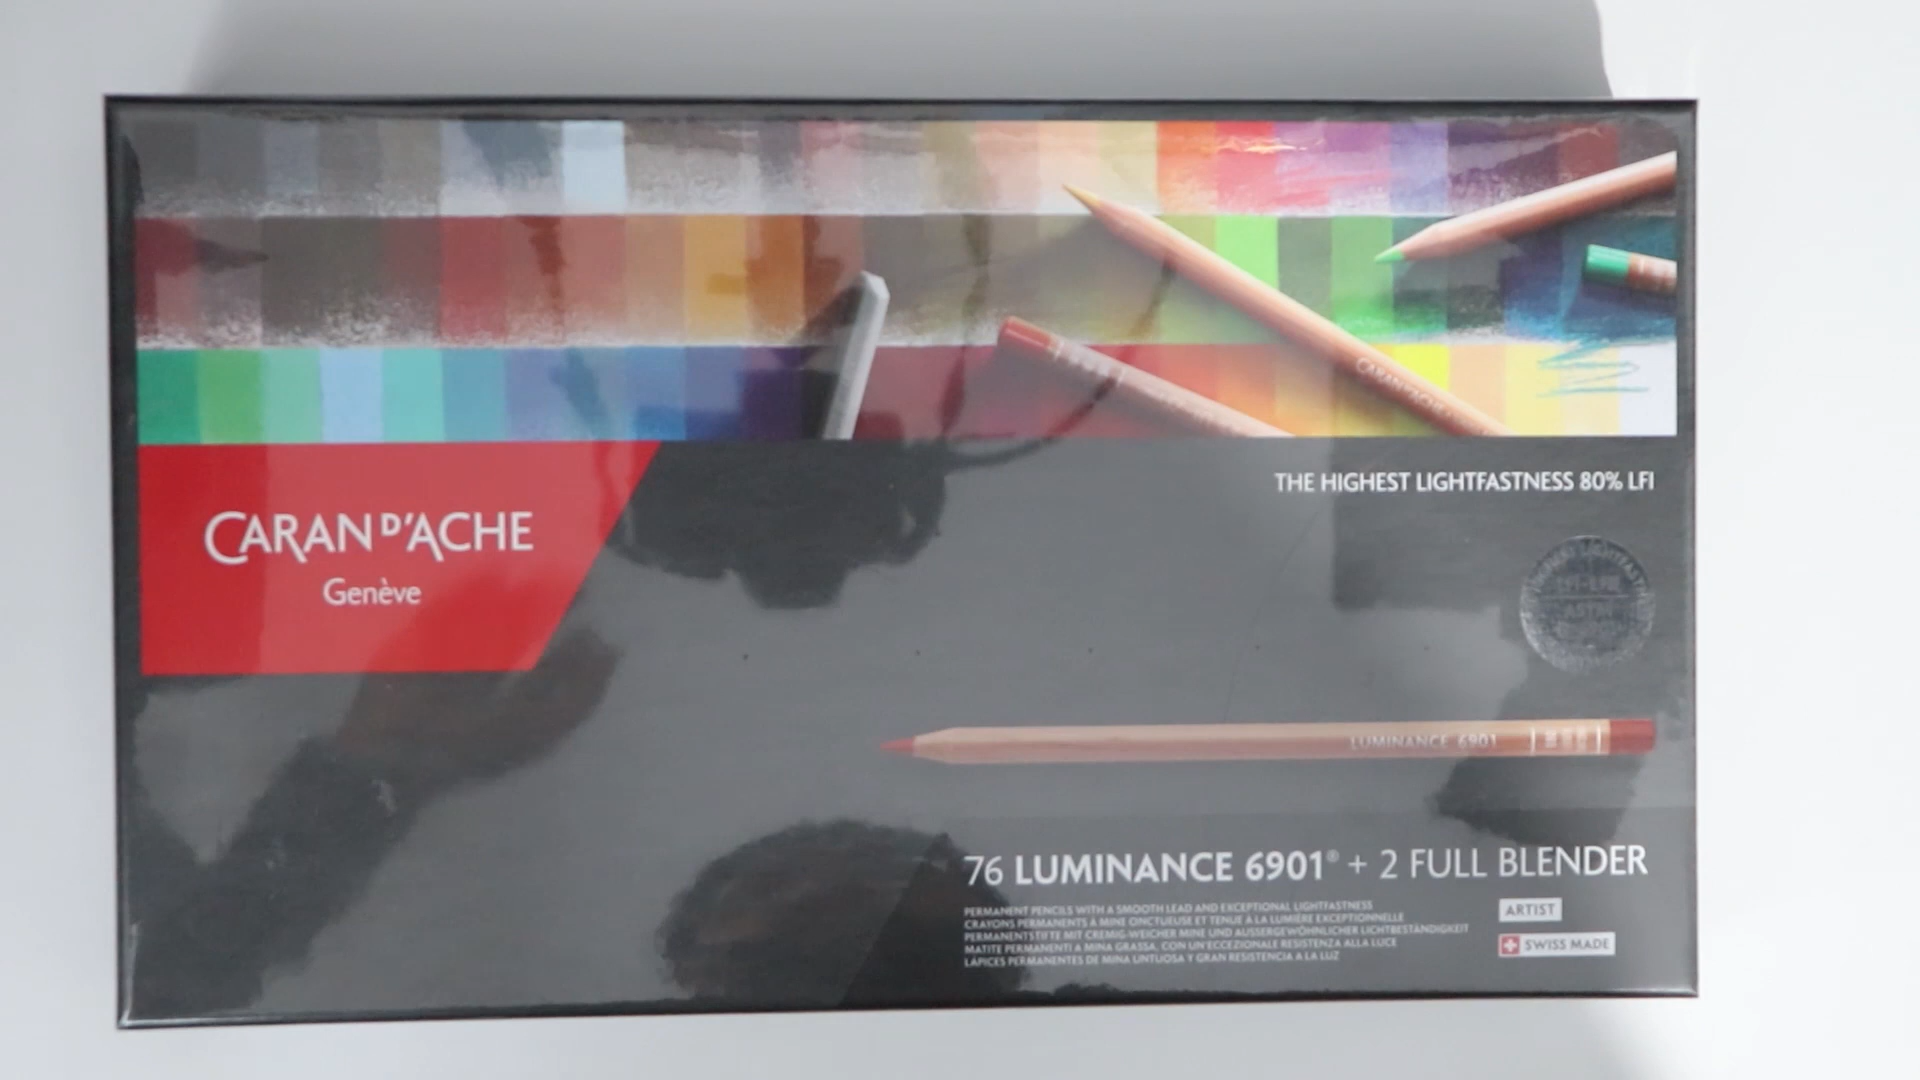 CARAN D'ACHE
CARAN D'ACHE
Genève
THE HIGHEST LIGHTFASTNESS 80% LFI
LUMINANCE 6901
76 LUMINANCE 6901® + 2 FULL BLENDER
PERMANENT PENCILS WITH A SMOOTH LEAD AND EXCEPTIONAL LIGHTFASTNESS
CRAYONS PERMANENTS À MINE ONCTUEUSE ET TENUE À LA LUMIÈRE EXCEPTIONNELLE
PERMANENTSTIFTE MIT CREMIG-WEICHER MINE UND AUSSERGEWÖHNLICHER LICHTBESTÄNDIGKEIT
MATITE PERMANENTI A MINA GRASSA, CON UN'ECCEZIONALE RESISTENZA ALLA LUCE
LÁPICES PERMANENTES DE MINA UNTUOSA Y GRAN RESISTENCIA A LA LUZ
ARTIST
SWISS MADE